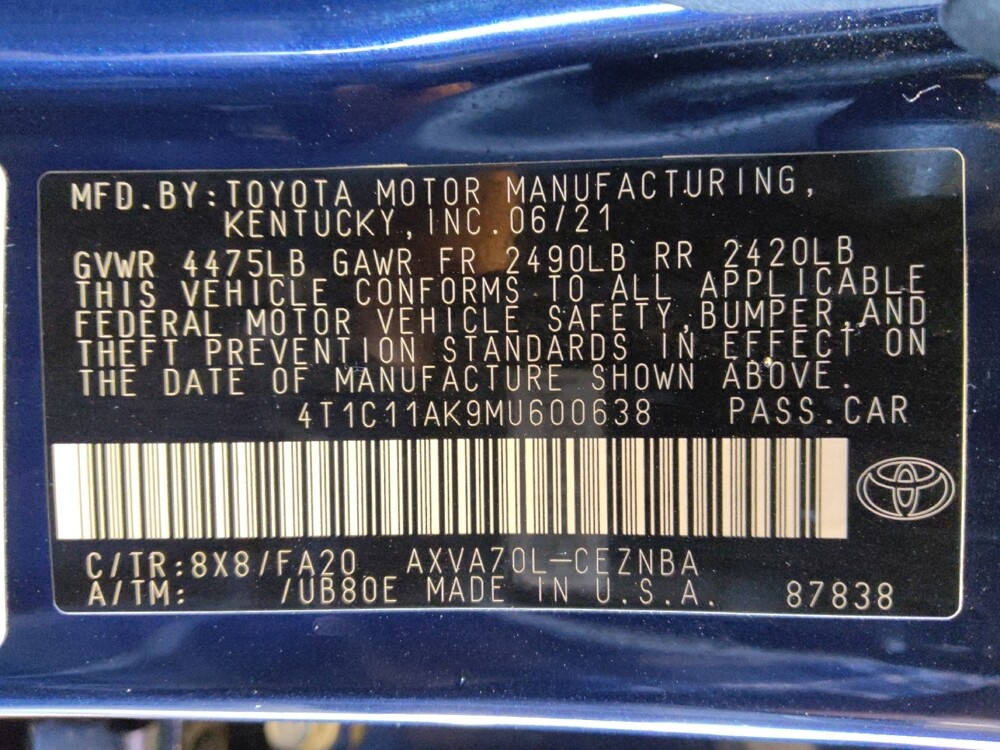 MFD.BY:TOYOTA MOTOR MANUFACTURING,
KENTUCKY,INC.06/21
GVWR 4475LB GAWR FR 2490LB RR 2420LB
THIS VEHICLE CONFORMS TO ALL APPLICABLE
FEDERAL MOTOR VEHICLE SAFETY,BUMPER,AND
THEFT PREVENTION STANDARDS IN EFFECT ON
THE DATE OF MANUFACTURE SHOWN ABOVE.
4T1C11AK9MU600638 PASS.CAR
C/TR:8X8/FA20 AXVA70L-CEZNBA
A/TM: /UB80E MADE IN U.S.A. 87838